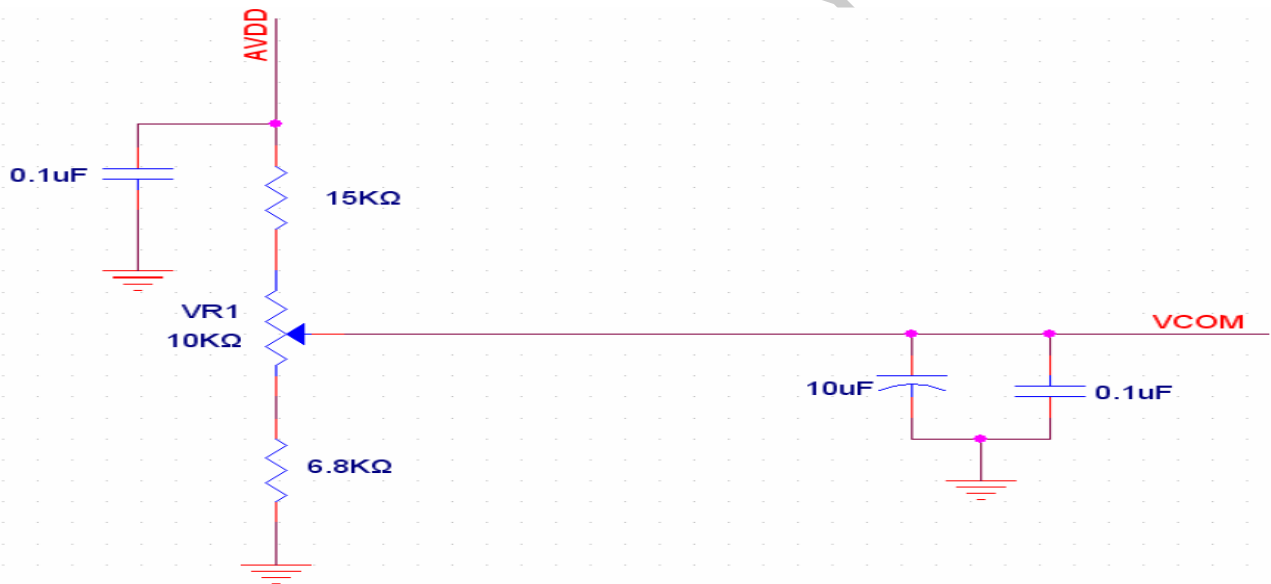 AVDD
0.1uF
15KΩ
VR1
10KΩ
VCOM
10uF
0.1uF
6.8KΩ